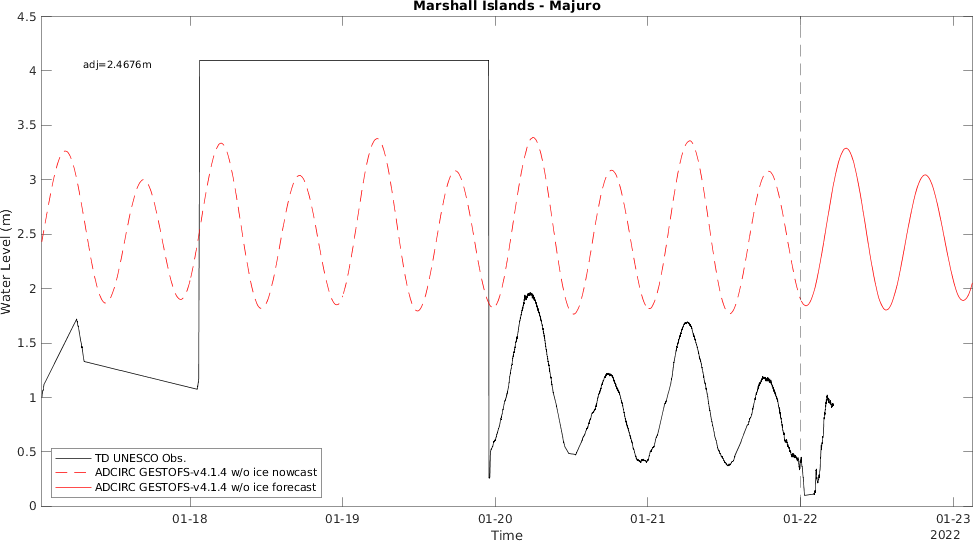 Marshall Islands - Majuro
4.5
4
3.5
3
2.5
2
1.5
1
0.5
0
Water Level (m)
adj=2.4676m
TD UNESCO Obs.
ADCIRC GESTOFS-v4.1.4 w/o ice nowcast
ADCIRC GESTOFS-v4.1.4 w/o ice forecast
01-18
01-19
01-20
01-21
01-22
01-23
Time
2022